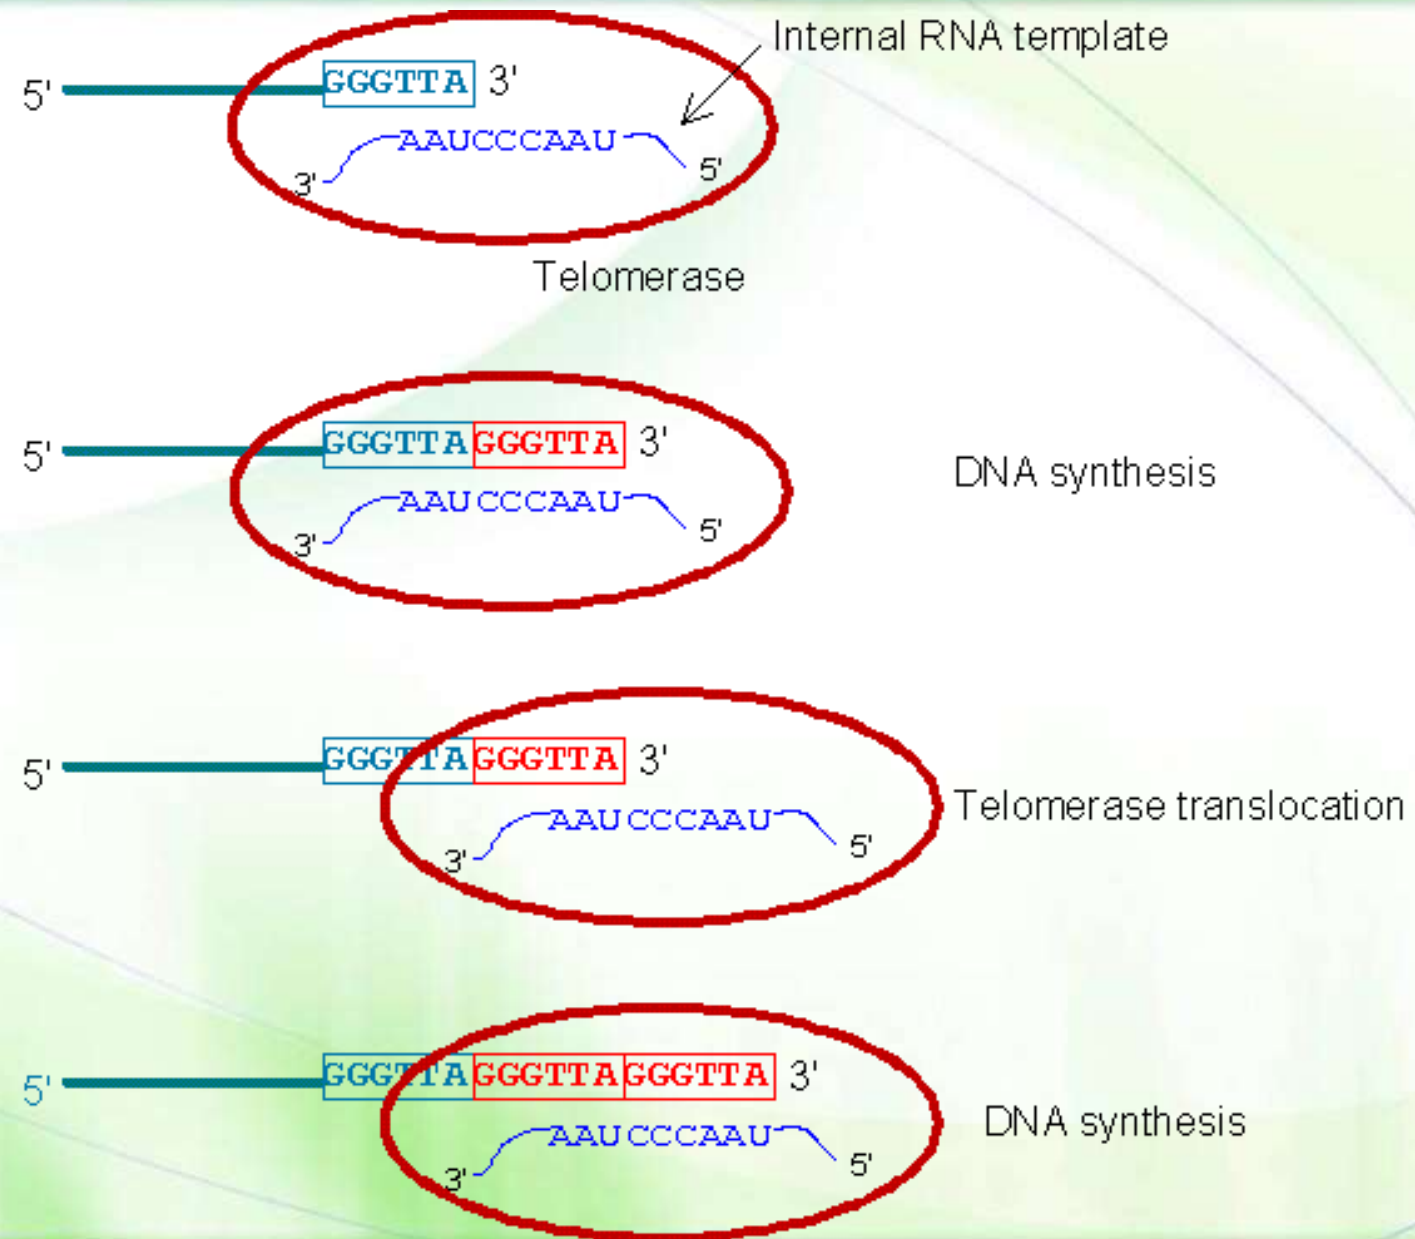 Internal RNA template
5' GGGTTA 3'
AAUCCCAAU
3' 5'
Telomerase
5' GGGTTAGGGTTA 3'
DNA synthesis
AAUCCCAAU
3' 5'
5' GGGTTAGGGTTA 3'
Telomerase translocation
AAUCCCAAU
3' 5'
5' GGGTTAGGGTTAGGGTTA 3'
DNA synthesis
AAUCCCAAU
3' 5'